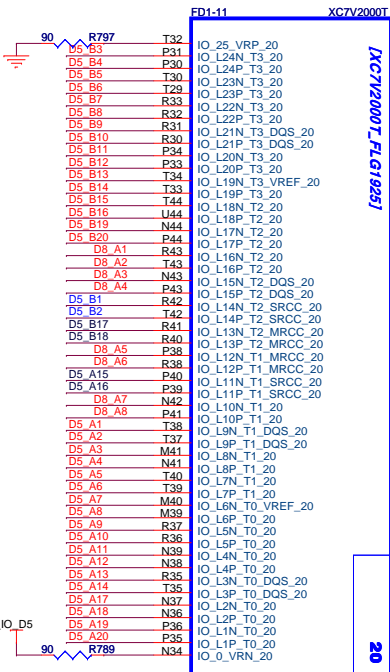 FD1-11 XC7V2000T
90 R797 T32 IO_25_VRP_20
D5_B3 P31 IO_L24N_T3_20
D5_B4 P30 IO_L24P_T3_20
D5_B5 T30 IO_L23N_T3_20
D5_B6 T29 IO_L23P_T3_20
D5_B7 R33 IO_L22N_T3_20
D5_B8 R32 IO_L22P_T3_20
D5_B9 R31 IO_L21N_T3_DQS_20
D5_B10 R30 IO_L21P_T3_DQS_20
D5_B11 P34 IO_L20N_T3_20
D5_B12 P33 IO_L20P_T3_20
D5_B13 T34 IO_L19N_T3_VREF_20
D5_B14 T33 IO_L19P_T3_20
D5_B15 T44 IO_L18N_T2_20
D5_B16 U44 IO_L18P_T2_20
D5_B19 N44 IO_L17N_T2_20
D5_B20 P44 IO_L17P_T2_20
D8_A1 R43 IO_L16N_T2_20
D8_A2 T43 IO_L16P_T2_20
D8_A3 N43 IO_L15N_T2_DQS_20
D8_A4 P43 IO_L15P_T2_DQS_20
D5_B1 R42 IO_L14N_T2_SRCC_20
D5_B2 T42 IO_L14P_T2_SRCC_20
D5_B17 R41 IO_L13N_T2_MRCC_20
D5_B18 R40 IO_L13P_T2_MRCC_20
D8_A5 P38 IO_L12N_T1_MRCC_20
D8_A6 R38 IO_L12P_T1_MRCC_20
D5_A15 P40 IO_L11N_T1_SRCC_20
D5_A16 P39 IO_L11P_T1_SRCC_20
D8_A7 N42 IO_L10N_T1_20
D8_A8 P41 IO_L10P_T1_20
D5_A1 T38 IO_L9N_T1_DQS_20
D5_A2 T37 IO_L9P_T1_DQS_20
D5_A3 M41 IO_L8N_T1_20
D5_A4 N41 IO_L8P_T1_20
D5_A5 T40 IO_L7N_T1_20
D5_A6 T39 IO_L7P_T1_20
D5_A7 M40 IO_L6N_T0_VREF_20
D5_A8 M39 IO_L6P_T0_20
D5_A9 R37 IO_L5N_T0_20
D5_A10 R36 IO_L5P_T0_20
D5_A11 N39 IO_L4N_T0_20
D5_A12 N38 IO_L4P_T0_20
D5_A13 R35 IO_L3N_T0_DQS_20
D5_A14 T35 IO_L3P_T0_DQS_20
D5_A17 N37 IO_L2N_T0_20
D5_A18 N36 IO_L2P_T0_20
IO_D5 D5_A19 P36 IO_L1N_T0_20
D5_A20 P35 IO_L1P_T0_20
90 R789 N34 IO_0_VRN_20
[XC7V2000T_FLG1925]
20